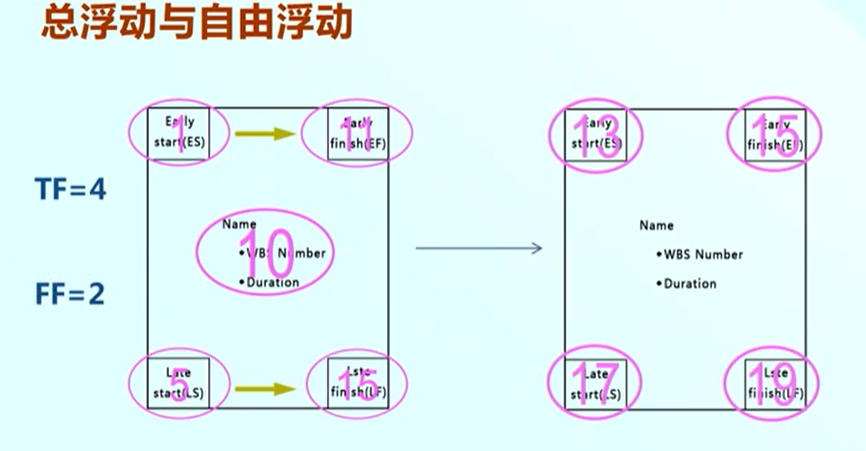 总浮动与自由浮动
TF=4
FF=2
Early
start(ES)
1
Early
finish(EF)
11
Name
•WBS Number
•Duration
10
Late
start(LS)
5
Late
finish(LF)
15
Early
start(ES)
13
Early
finish(EF)
15
Name
•WBS Number
•Duration
Late
start(LS)
17
Late
finish(LF)
19